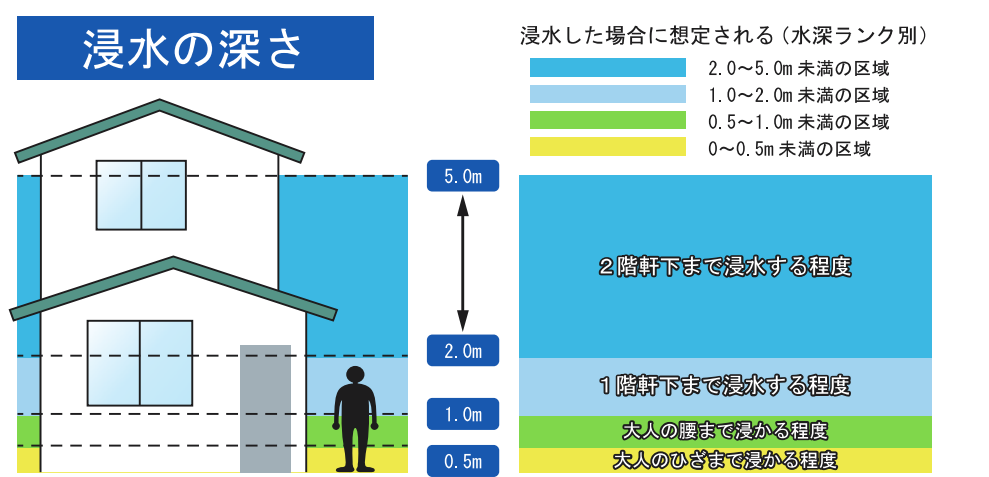 浸水の深さ
浸水した場合に想定される（水深ランク別）
2.0～5.0m 未満の区域
1.0～2.0m 未満の区域
0.5～1.0m 未満の区域
0～0.5m 未満の区域
5.0m
2.0m
1.0m
0.5m
２階軒下まで浸水する程度
１階軒下まで浸水する程度
大人の腰まで浸かる程度
大人のひざまで浸かる程度